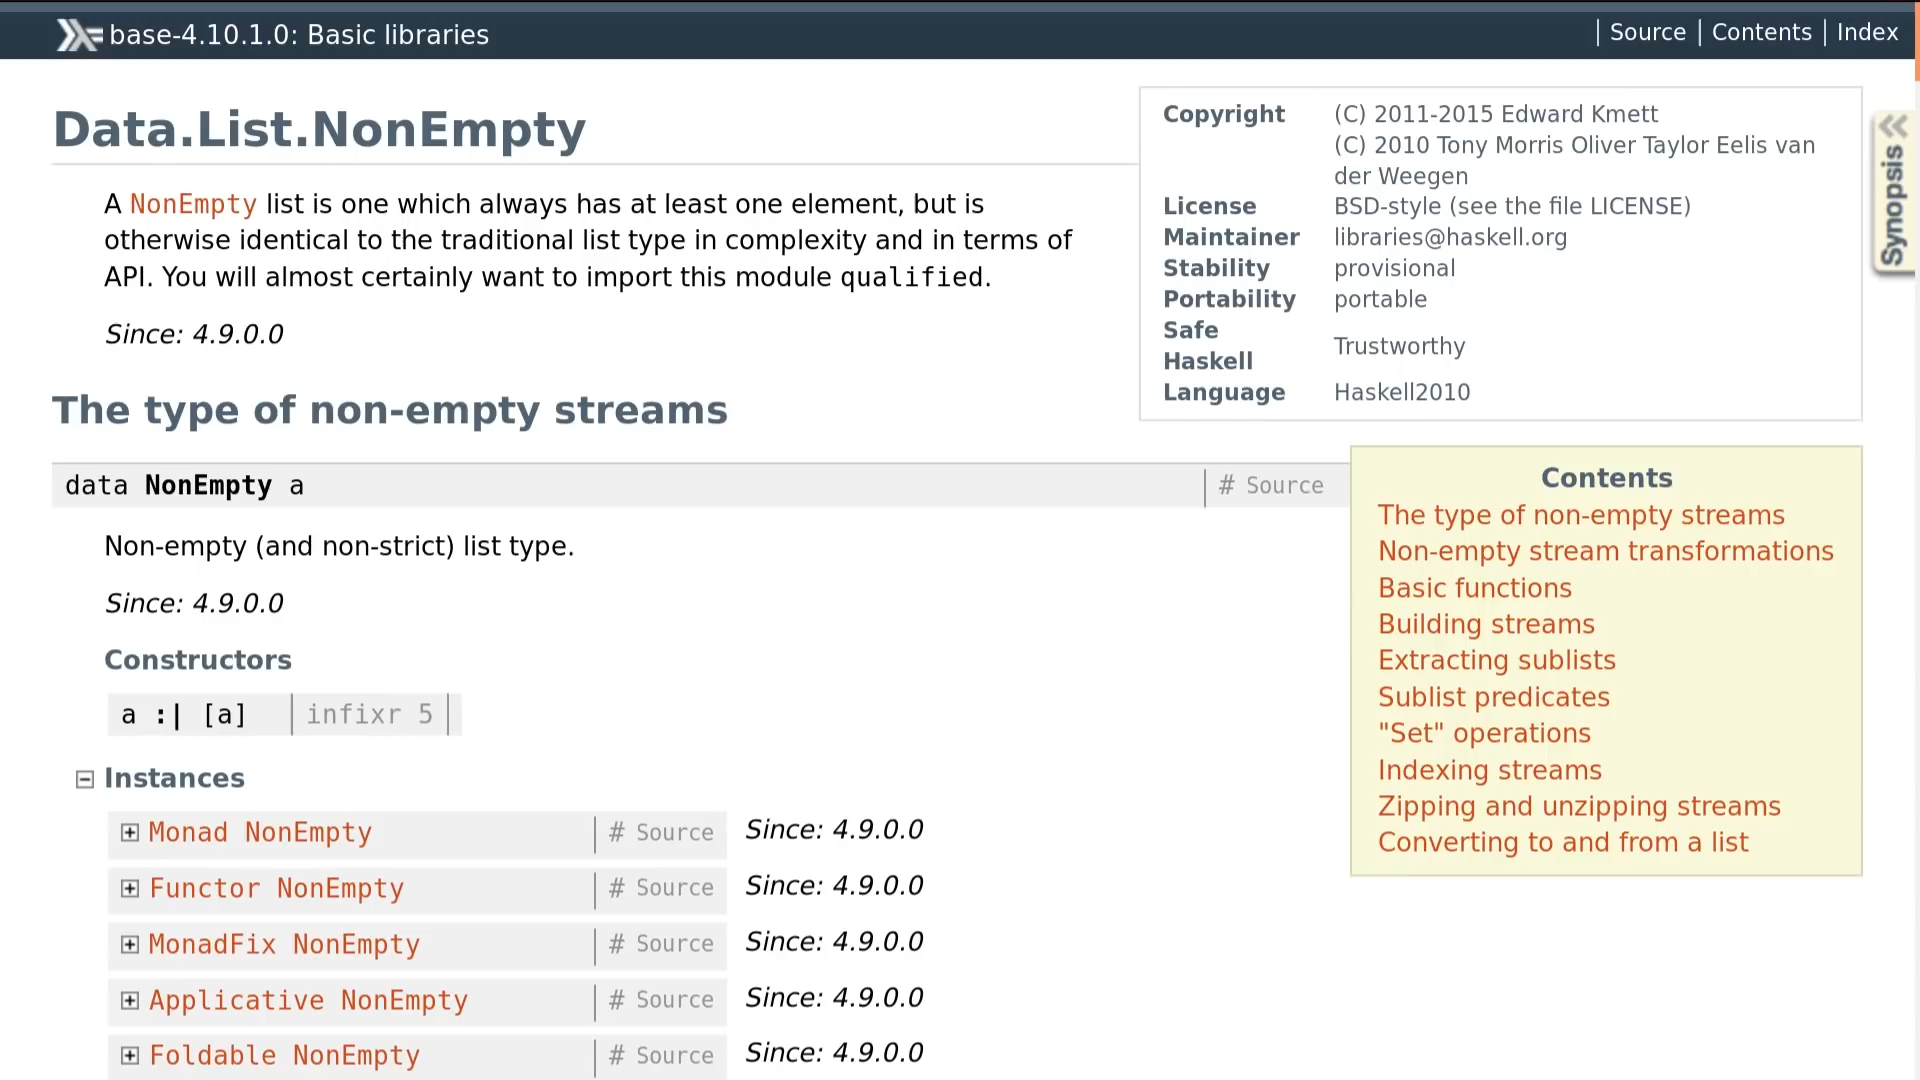 base-4.10.1.0: Basic libraries
Source
Contents
Index
Data.List.NonEmpty
A NonEmpty list is one which always has at least one element, but is
otherwise identical to the traditional list type in complexity and in terms of
API. You will almost certainly want to import this module qualified.
Since: 4.9.0.0
Copyright (C) 2011-2015 Edward Kmett
(C) 2010 Tony Morris Oliver Taylor Eelis van
der Weegen
License BSD-style (see the file LICENSE)
Maintainer libraries@haskell.org
Stability provisional
Portability portable
Safe
Haskell Trustworthy
Language Haskell2010
Synopsis
The type of non-empty streams
data NonEmpty a # Source
Non-empty (and non-strict) list type.
Since: 4.9.0.0
Constructors
a :| [a] infixr 5
Instances
Monad NonEmpty # Source Since: 4.9.0.0
Functor NonEmpty # Source Since: 4.9.0.0
MonadFix NonEmpty # Source Since: 4.9.0.0
Applicative NonEmpty # Source Since: 4.9.0.0
Foldable NonEmpty # Source Since: 4.9.0.0
Contents
The type of non-empty streams
Non-empty stream transformations
Basic functions
Building streams
Extracting sublists
Sublist predicates
"Set" operations
Indexing streams
Zipping and unzipping streams
Converting to and from a list